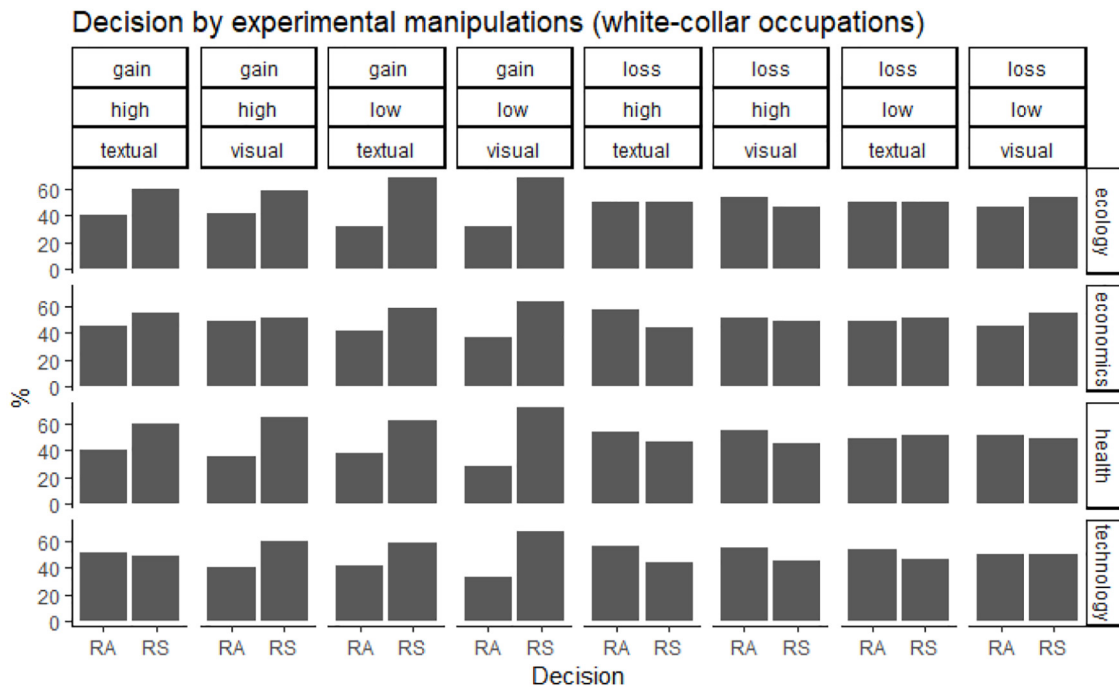 Decision by experimental manipulations (white-collar occupations)
gain gain gain gain loss loss loss loss
high high low low high high low low
textual visual textual visual textual visual textual visual
60
40
20
0
ecology
60
40
20
0
economics
%
60
40
20
0
health
60
40
20
0
technology
RA RS RA RS RA RS RA RS RA RS RA RS RA RS RA RS
Decision